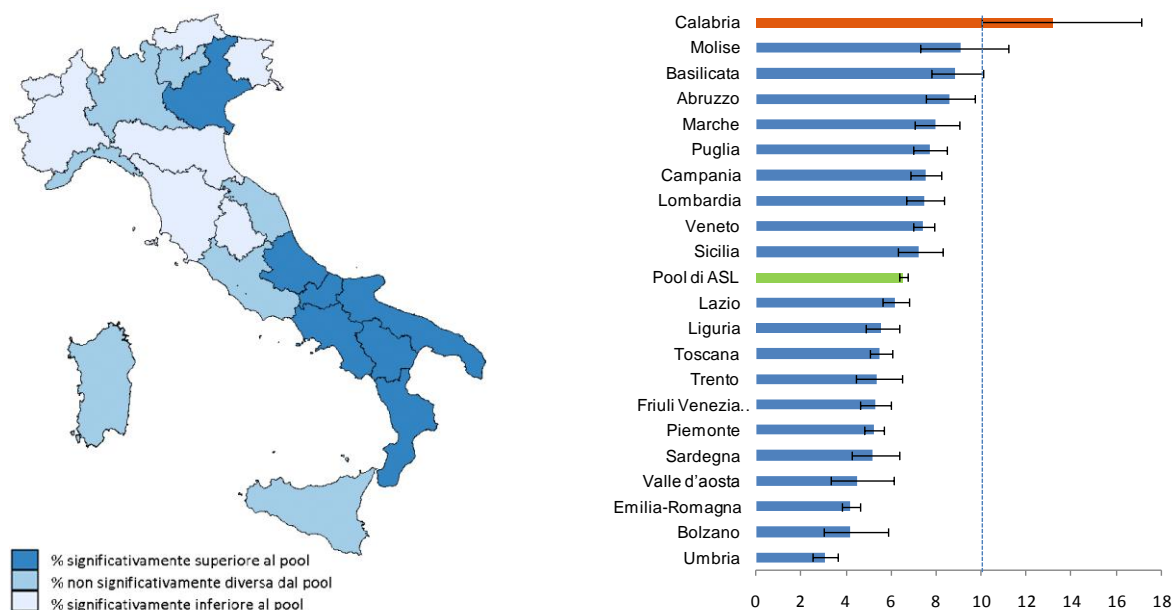 % significativamente superiore al pool
% non significativamente diversa dal pool
% significativamente inferiore al pool
Calabria
Molise
Basilicata
Abruzzo
Marche
Puglia
Campania
Lombardia
Veneto
Sicilia
Pool di ASL
Lazio
Liguria
Toscana
Trento
Friuli Venezia..
Piemonte
Sardegna
Valle d'aosta
Emilia-Romagna
Bolzano
Umbria
0 2 4 6 8 10 12 14 16 18